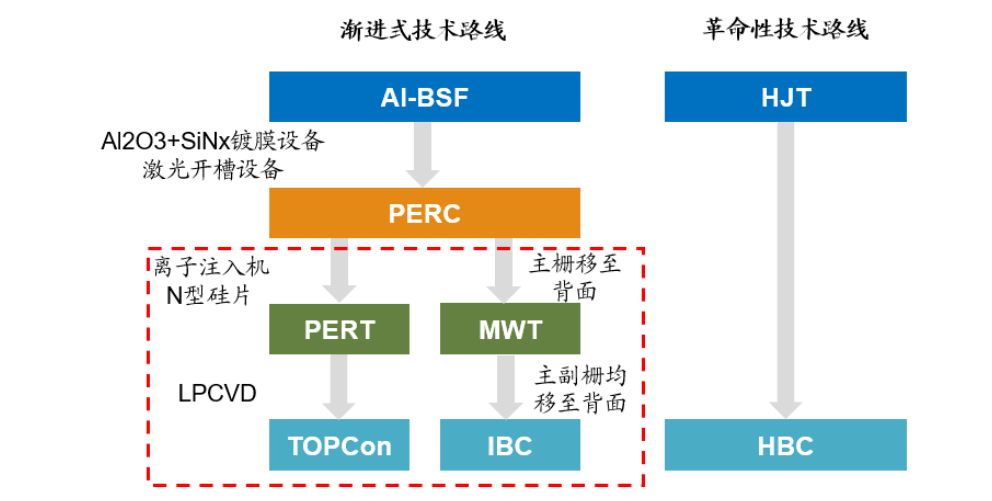 渐进式技术路线
革命性技术路线
Al-BSF
HJT
Al2O3+SiNx镀膜设备
激光开槽设备
PERC
离子注入机
N型硅片
主栅移至
背面
PERT
MWT
LPCVD
主副栅均
移至背面
TOPCon
IBC
HBC